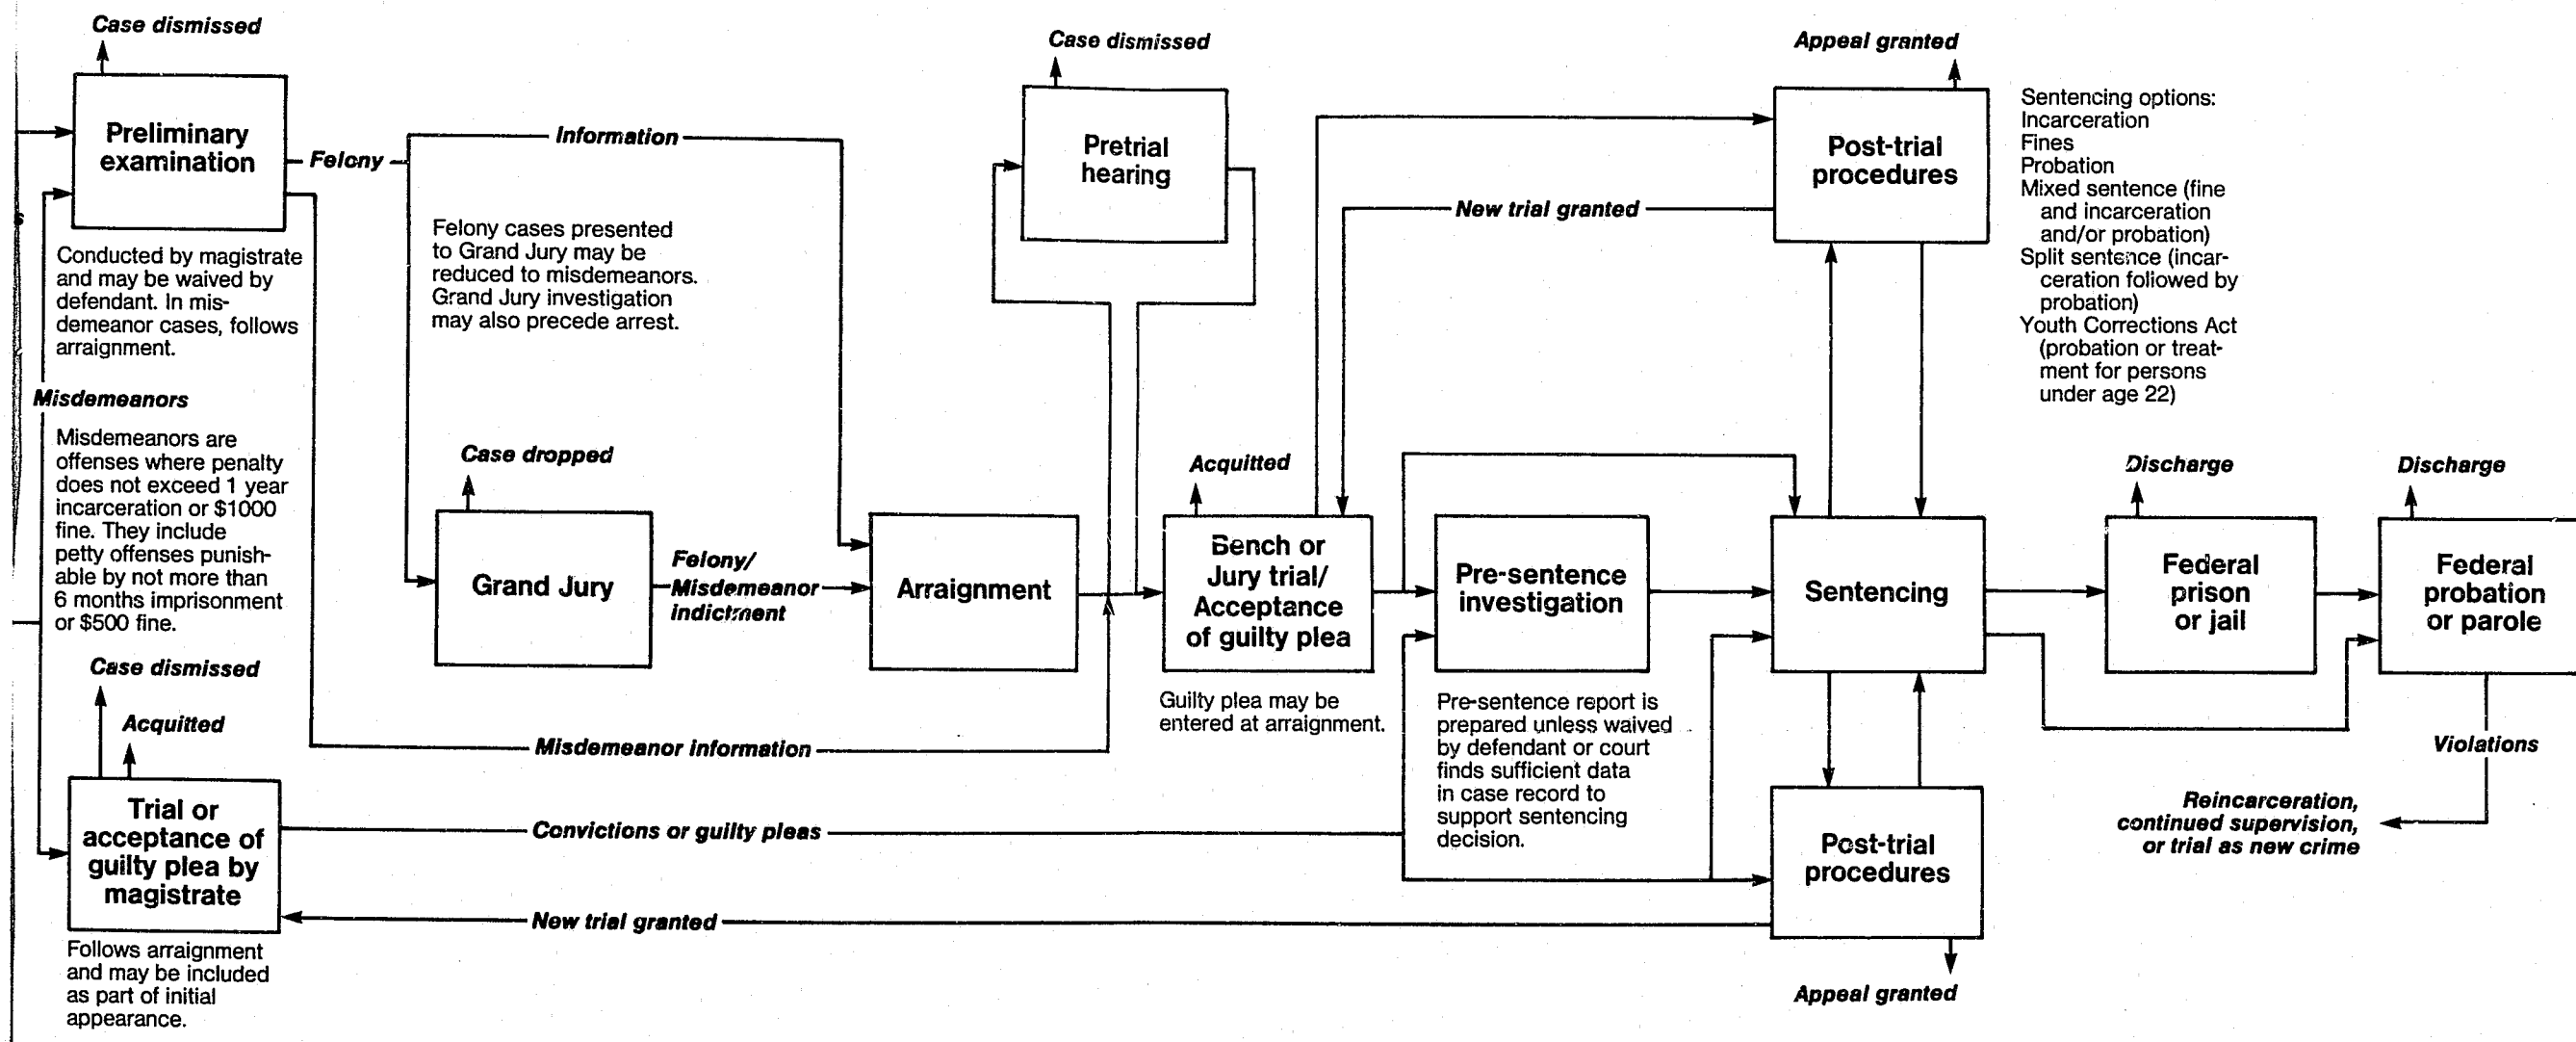 Case dismissed
Preliminary
examination
Conducted by magistrate
and may be waived by
defendant. In mis-
demeanor cases, follows
arraignment.
Felony
Information
Felony cases presented
to Grand Jury may be
reduced to misdemeanors.
Grand Jury investigation
may also precede arrest.
Misdemeanors
Misdemeanors are
offenses where penalty
does not exceed 1 year
incarceration or $1000
fine. They include
petty offenses punish-
able by not more than
6 months imprisonment
or $500 fine.
Case dismissed
Acquitted
Trial or
acceptance of
guilty plea by
magistrate
Follows arraignment
and may be included
as part of initial
appearance.
Case dropped
Grand Jury
Felony/
Misdemeanor
indictment
Arraignment
Misdemeanor information
Convictions or guilty pleas
New trial granted
Case dismissed
Pretrial
hearing
Acquitted
Bench or
Jury trial/
Acceptance
of guilty plea
Guilty plea may be
entered at arraignment.
New trial granted
Pre-sentence
investigation
Pre-sentence report is
prepared unless waived
by defendant or court
finds sufficient data
in case record to
support sentencing
decision.
Appeal granted
Post-trial
procedures
Sentencing
Post-trial
procedures
Appeal granted
Sentencing options:
Incarceration
Fines
Probation
Mixed sentence (fine
and incarceration
and/or probation)
Split sentence (incar-
ceration followed by
probation)
Youth Corrections Act
(probation or treat-
ment for persons
under age 22)
Discharge
Federal
prison
or jail
Discharge
Federal
probation
or parole
Violations
Reincarceration,
continued supervision,
or trial as new crime